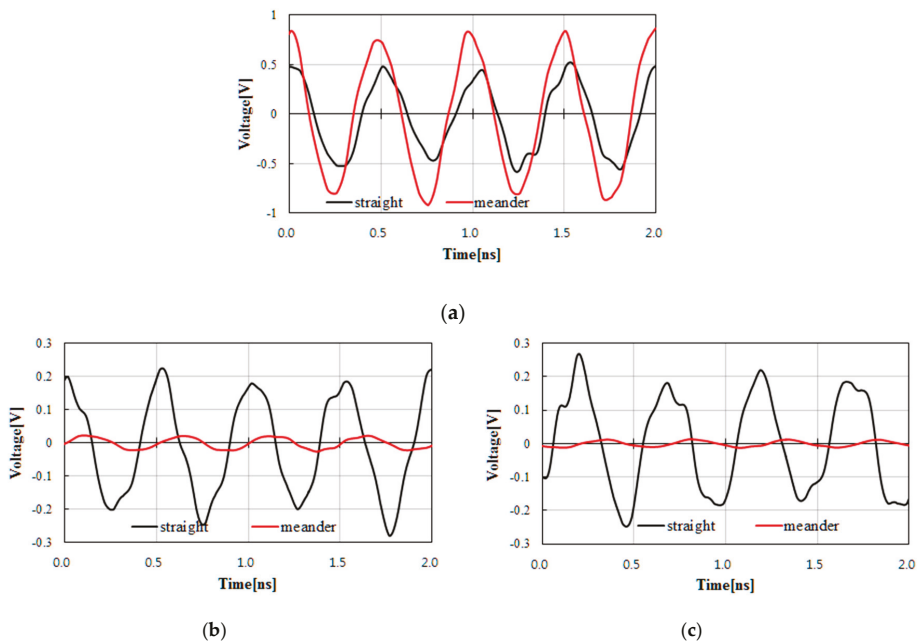 1
0.5
0
-0.5
-1
Voltage[V]
straight
meander
0.0
0.5
1.0
1.5
2.0
Time[ns]
(a)
0.3
0.2
0.1
0
-0.1
-0.2
-0.3
Voltage[V]
straight
meander
0.0
0.5
1.0
1.5
2.0
Time[ns]
(b)
0.3
0.2
0.1
0
-0.1
-0.2
-0.3
Voltage[V]
straight
meander
0.0
0.5
1.0
1.5
2.0
Time[ns]
(c)